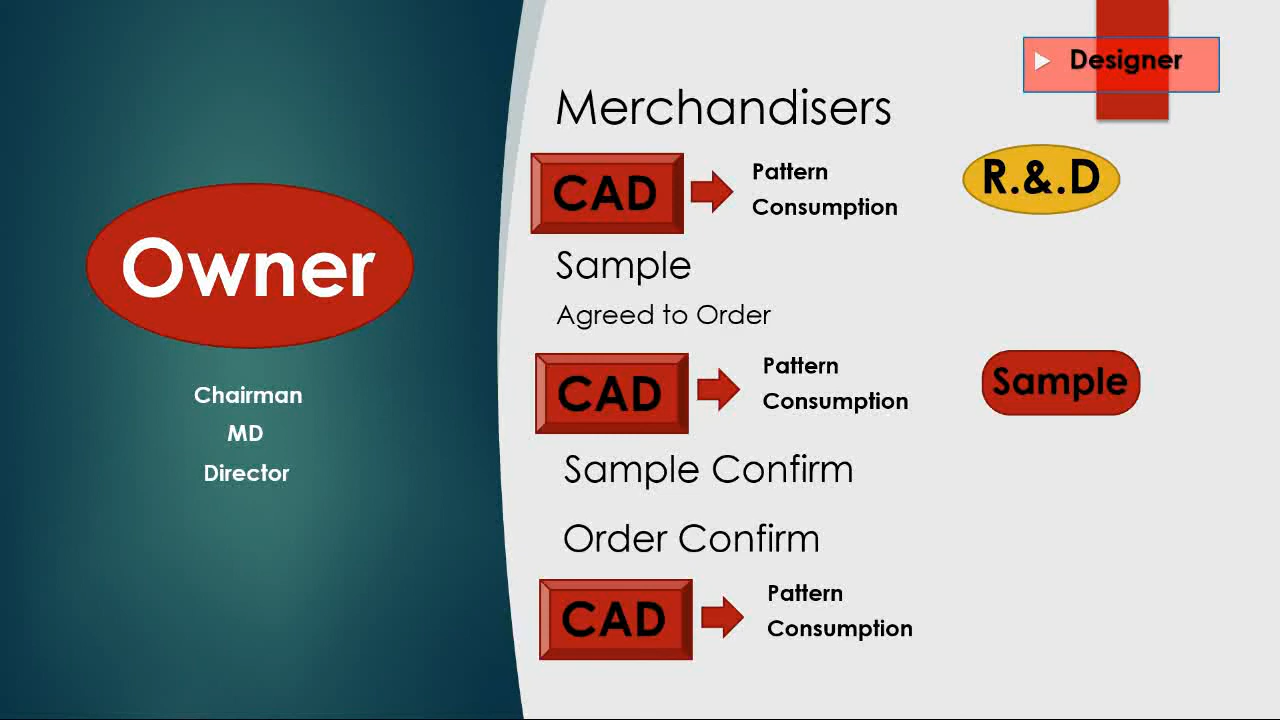 Owner
Chairman
MD
Director
Designer
Merchandisers
CAD
Pattern
Consumption
R.&.D
Sample
Agreed to Order
CAD
Pattern
Consumption
Sample
Sample Confirm
Order Confirm
CAD
Pattern
Consumption